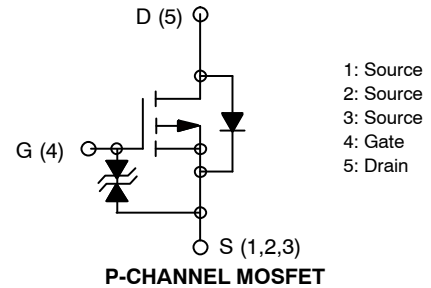 D (5)
G (4)
S (1,2,3)
1: Source
2: Source
3: Source
4: Gate
5: Drain
P-CHANNEL MOSFET